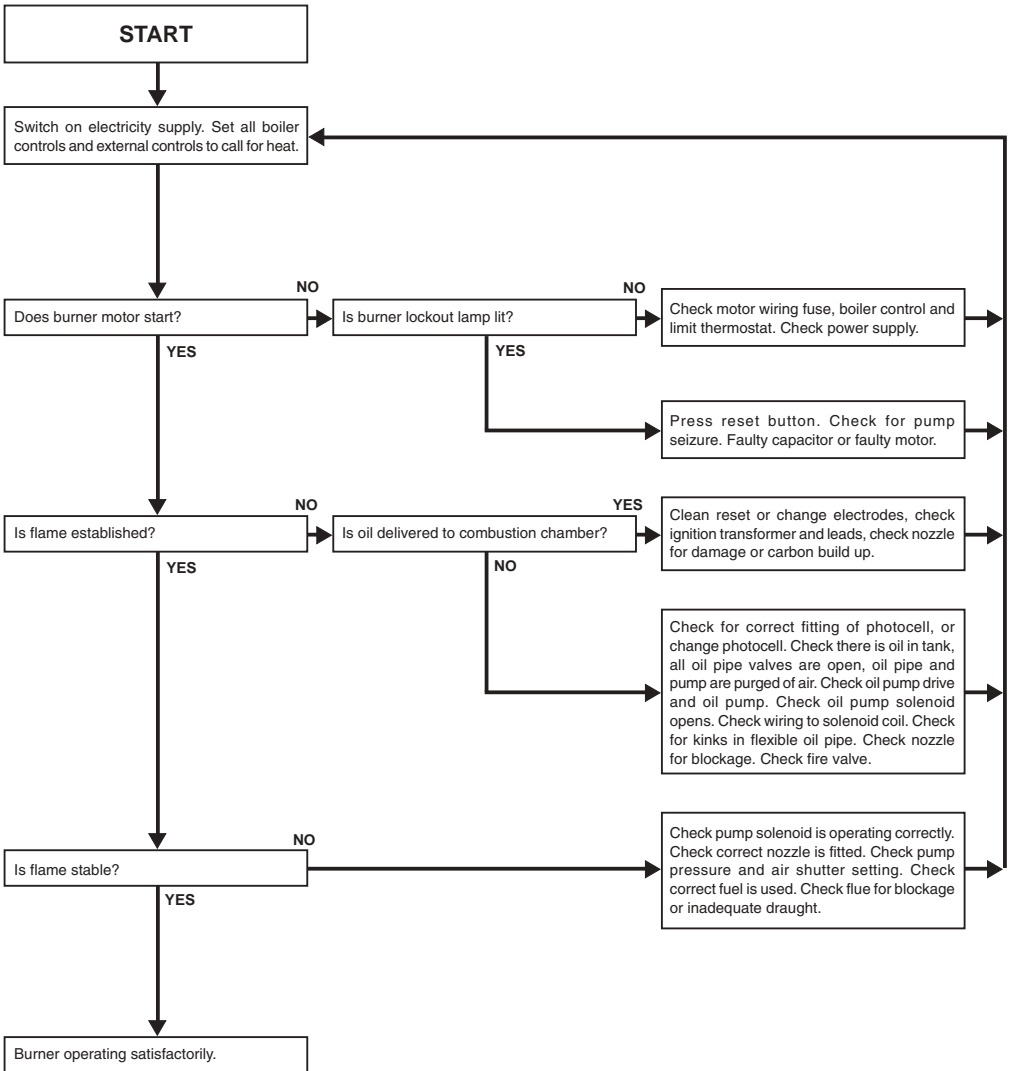 START
Switch on electricity supply. Set all boiler
controls and external controls to call for heat.
NO
NO
Does burner motor start?
Is burner lockout lamp lit?
Check motor wiring fuse, boiler control and
limit thermostat. Check power supply.
YES
YES
Press reset button. Check for pump
seizure. Faulty capacitor or faulty motor.
NO
YES
Is flame established?
Is oil delivered to combustion chamber?
Clean reset or change electrodes, check
ignition transformer and leads, check nozzle
for damage or carbon build up.
YES
NO
Check for correct fitting of photocell, or
change photocell. Check there is oil in tank,
all oil pipe valves are open, oil pipe and
pump are purged of air. Check oil pump drive
and oil pump. Check oil pump solenoid
opens. Check wiring to solenoid coil. Check
for kinks in flexible oil pipe. Check nozzle
for blockage. Check fire valve.
NO
Is flame stable?
Check pump solenoid is operating correctly.
Check correct nozzle is fitted. Check pump
pressure and air shutter setting. Check
correct fuel is used. Check flue for blockage
or inadequate draught.
YES
Burner operating satisfactorily.